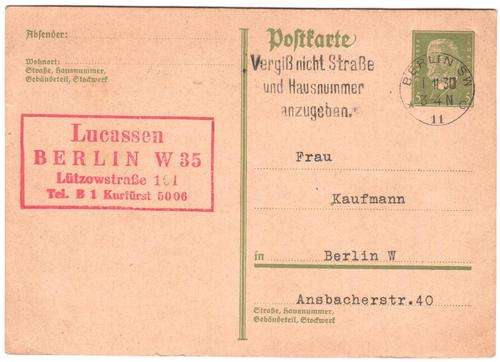 Absender:
Wohnort:
Straße, Hausnummer,
Gebäudeteil, Stockwerk
Postkarte
Vergiß nicht Straße
und Hausnummer
anzugeben.
BERLIN SW
11
Lucassen
BERLIN W 35
Lützowstraße
Tel. B 1 Kurfürst 5006
Frau
Kaufmann
in
Berlin W
Ansbacherstr.40
Straße, Hausnummer,
Gebäudeteil, Stockwerk